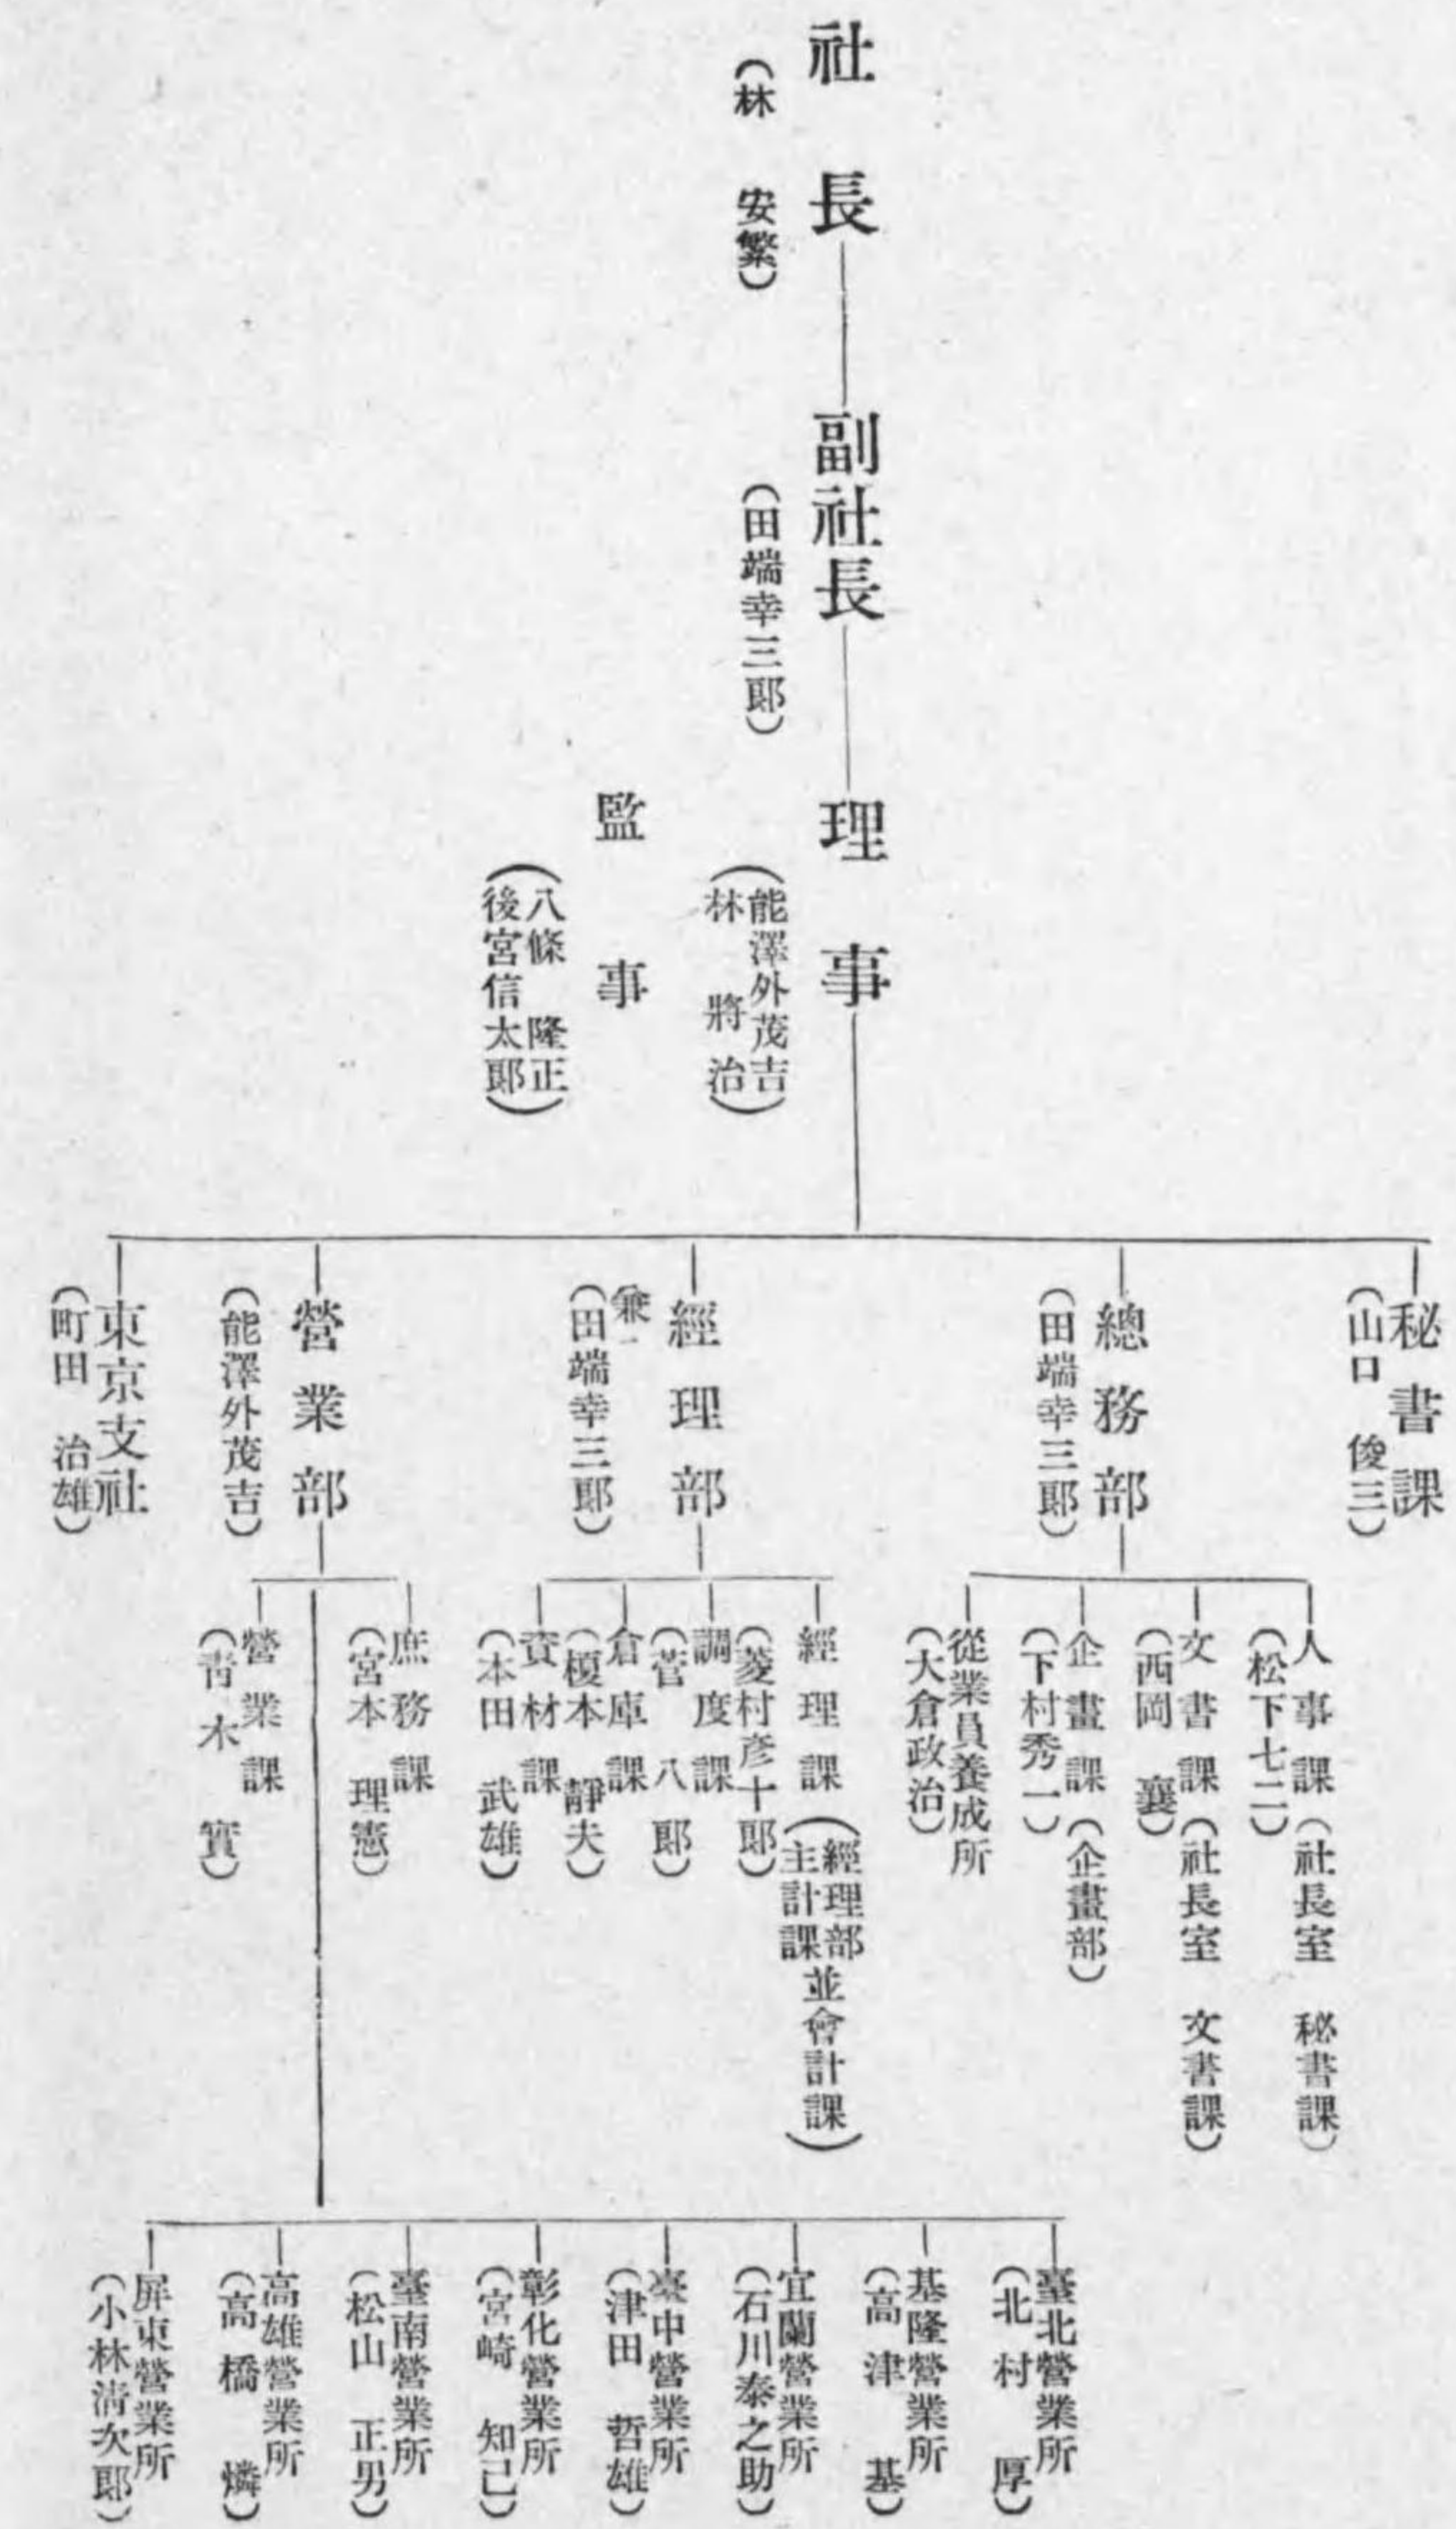 社長
（林　安繁）
副社長
（田端幸三郎）
理事
（能澤外茂吉
林　將治）
監事
（八條　隆正
後宮信太郎）
秘書課
（山口　俊三）
總務部
（田端幸三郎）
人事課（社長室　秘書課）
（松下七二）
文書課（社長室　文書課）
（西岡　襄）
企畫課（企畫部）
（下村秀一）
從業員養成所
（大倉政治）
經理部
（兼）
（田端幸三郎）
經理課（經理部
主計課並會計課）
（菱村彦十郎）
調度課
（菅　八郎）
倉庫課
（榎本　靜夫）
資材課
（本田　武雄）
營業部
（能澤外茂吉）
庶務課
（宮本　理憲）
營業課
（靑木　實）
臺北營業所
（北村　厚）
基隆營業所
（高津　基）
宜蘭營業所
（石川泰之助）
臺中營業所
（津田　哲雄）
彰化營業所
（宮崎　知己）
臺南營業所
（松山　正男）
高雄營業所
（高橋　燐）
屏東營業所
（小林淸次郎）
東京支社
（町田　治雄）